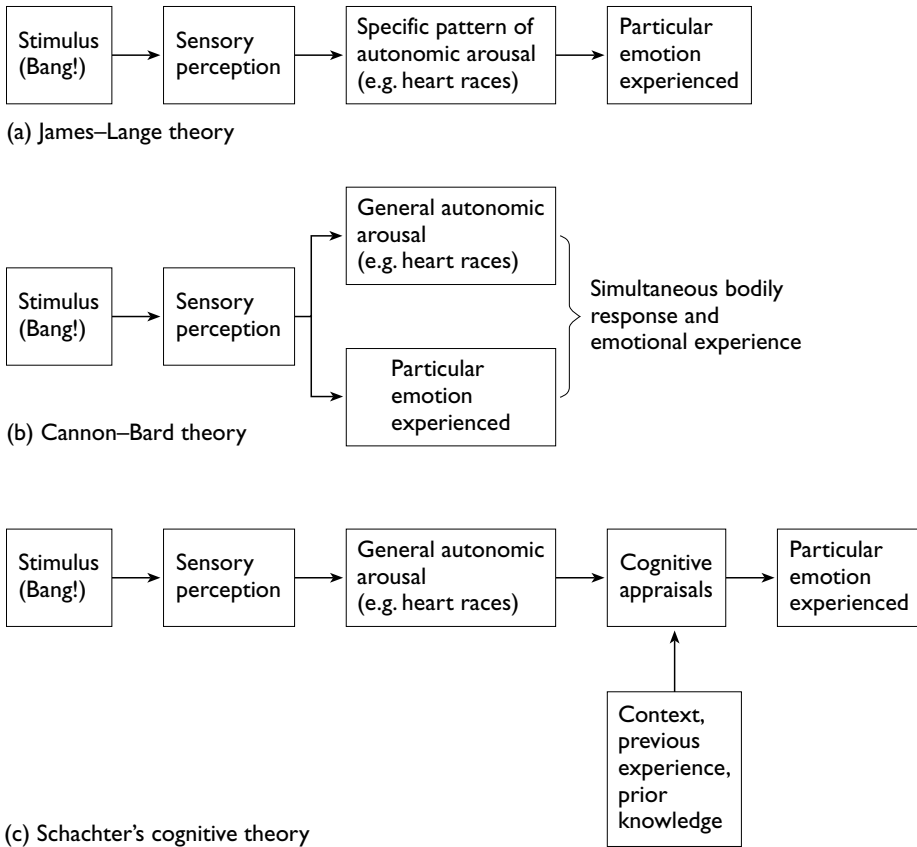 Stimulus
(Bang!)
Sensory
perception
Specific pattern of
autonomic arousal
(e.g. heart races)
Particular
emotion
experienced
(a) James–Lange theory
Stimulus
(Bang!)
Sensory
perception
General autonomic
arousal
(e.g. heart races)
Particular
emotion
experienced
Simultaneous bodily
response and
emotional experience
(b) Cannon–Bard theory
Stimulus
(Bang!)
Sensory
perception
General autonomic
arousal
(e.g. heart races)
Cognitive
appraisals
Particular
emotion
experienced
Context,
previous
experience,
prior
knowledge
(c) Schachter’s cognitive theory